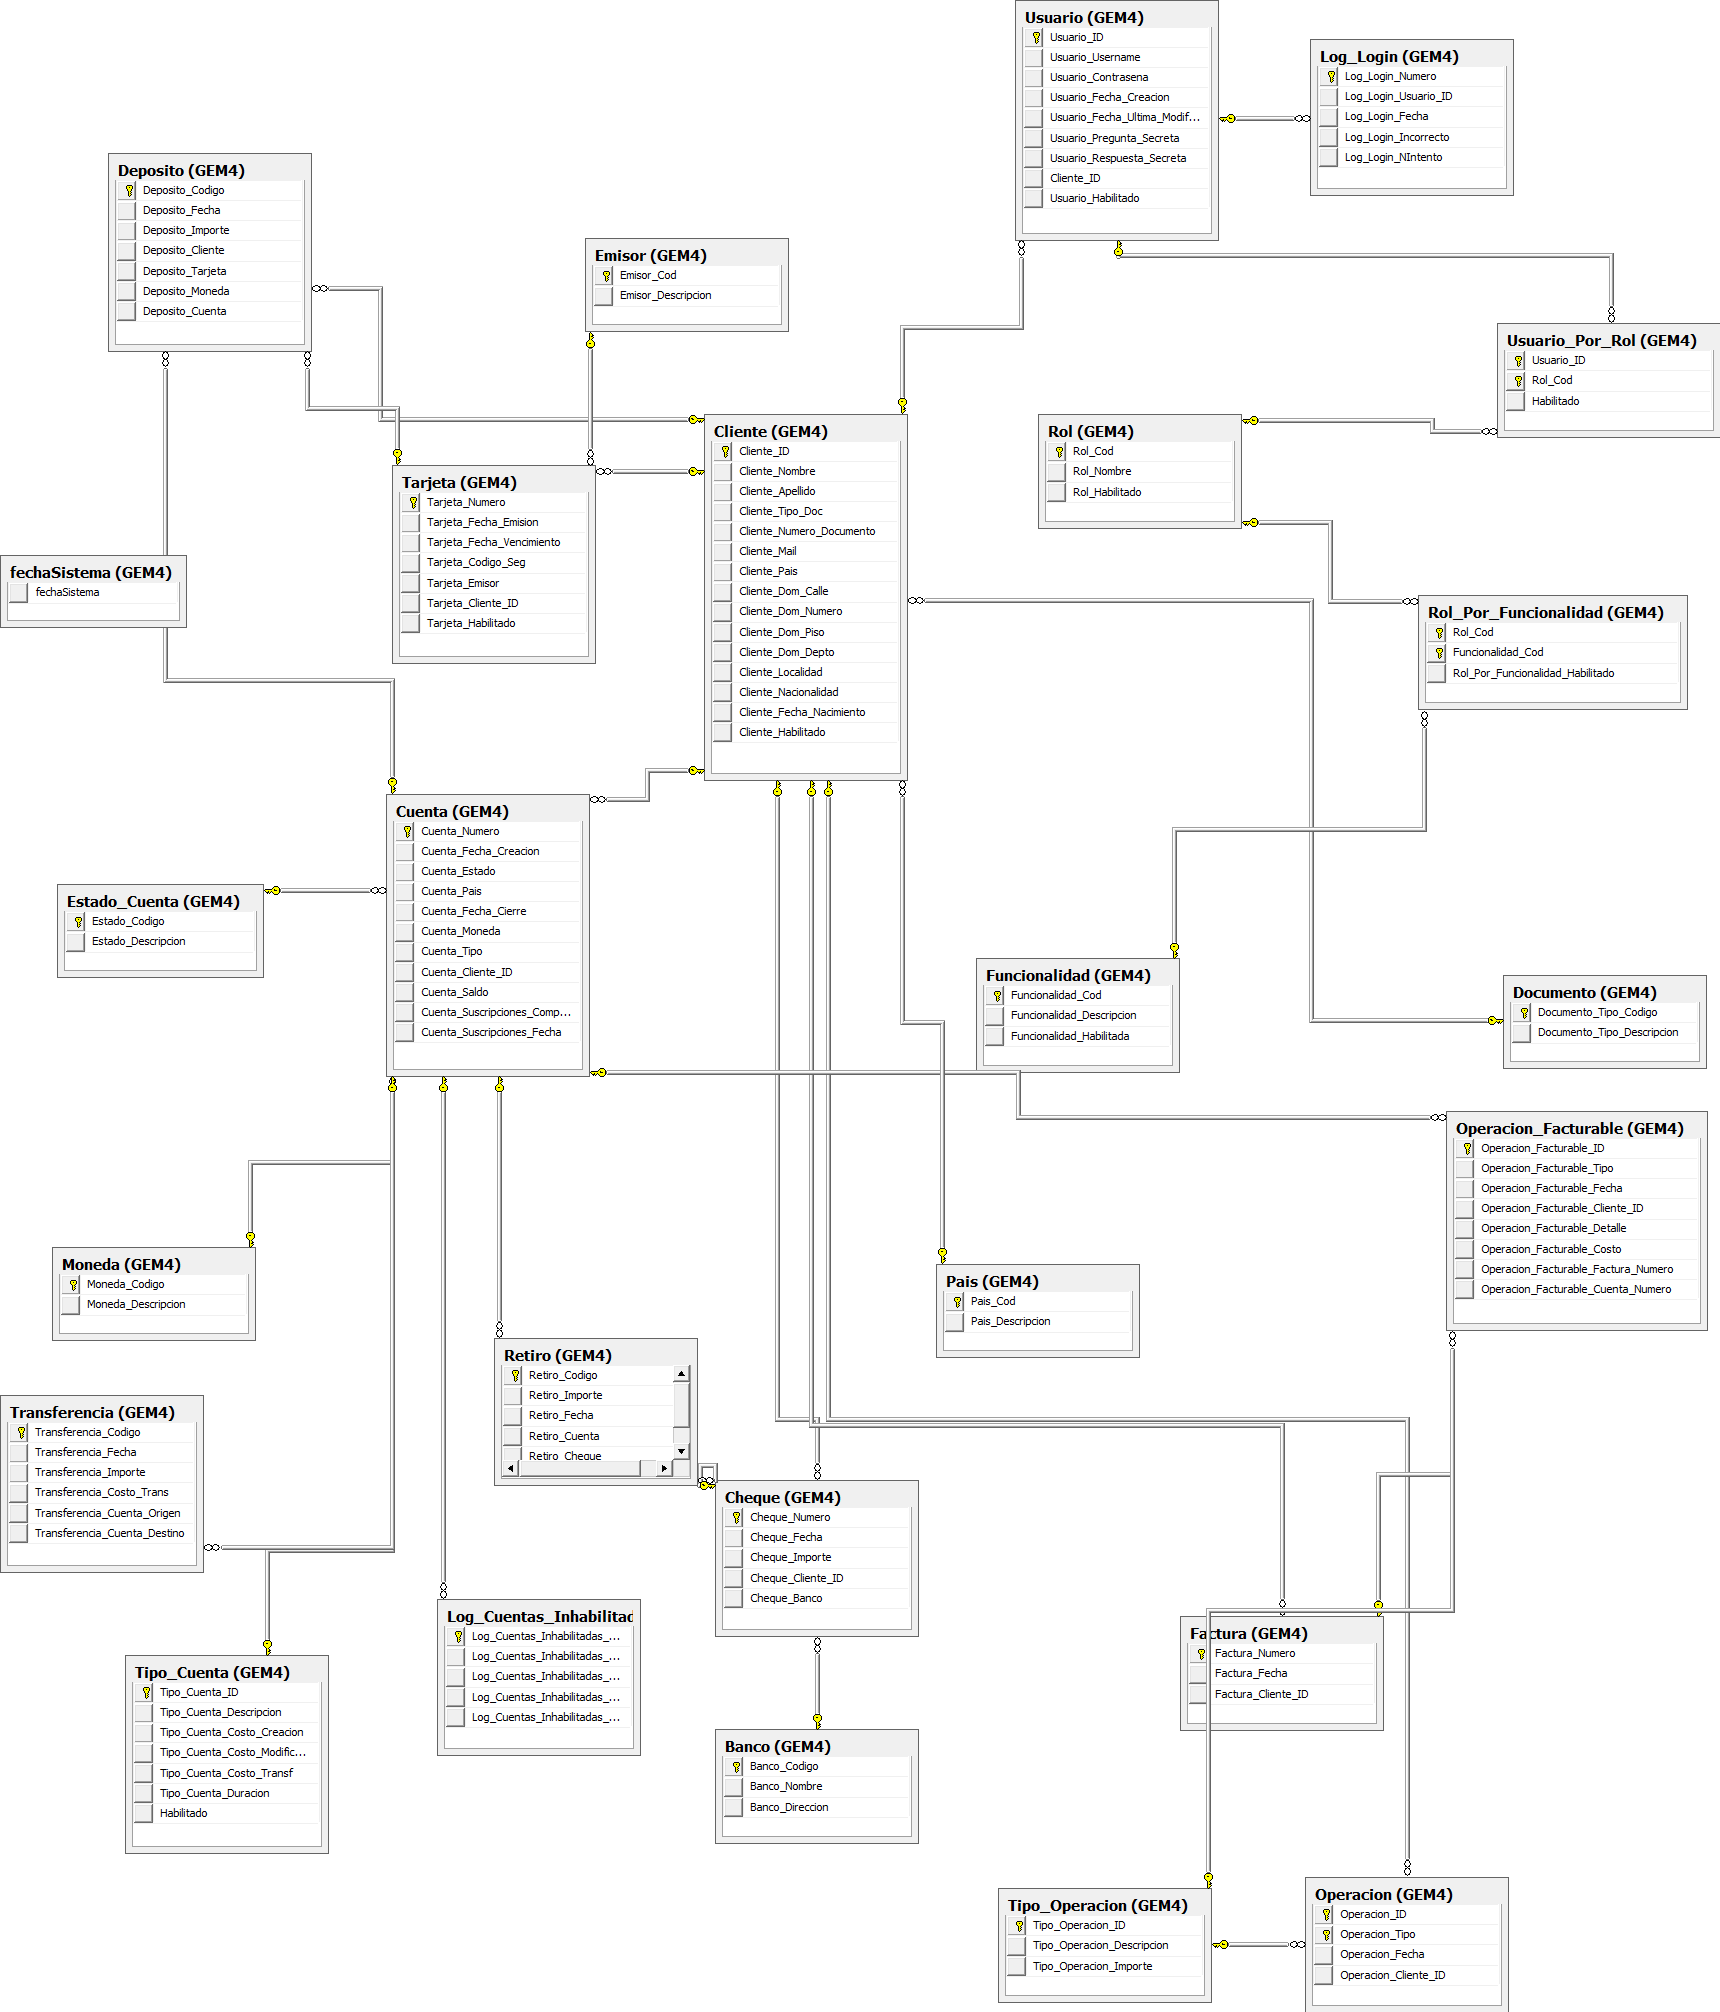 Usuario (GEM4)
Usuario_ID
Usuario_Username
Usuario_Contrasena
Usuario_Fecha_Creacion
Usuario_Fecha_Ultima_Modif...
Usuario_Pregunta_Secreta
Usuario_Respuesta_Secreta
Cliente_ID
Usuario_Habilitado
Log_Login (GEM4)
Log_Login_Numero
Log_Login_Usuario_ID
Log_Login_Fecha
Log_Login_Incorrecto
Log_Login_NIntento
Deposito (GEM4)
Deposito_Codigo
Deposito_Fecha
Deposito_Importe
Deposito_Cliente
Deposito_Tarjeta
Deposito_Moneda
Deposito_Cuenta
Emisor (GEM4)
Emisor_Cod
Emisor_Descripcion
Usuario_Por_Rol (GEM4)
Usuario_ID
Rol_Cod
Habilitado
Cliente (GEM4)
Cliente_ID
Cliente_Nombre
Cliente_Apellido
Cliente_Tipo_Doc
Cliente_Numero_Documento
Cliente_Mail
Cliente_Pais
Cliente_Dom_Calle
Cliente_Dom_Numero
Cliente_Dom_Piso
Cliente_Dom_Depto
Cliente_Localidad
Cliente_Nacionalidad
Cliente_Fecha_Nacimiento
Cliente_Habilitado
Rol (GEM4)
Rol_Cod
Rol_Nombre
Rol_Habilitado
Tarjeta (GEM4)
Tarjeta_Numero
Tarjeta_Fecha_Emision
Tarjeta_Fecha_Vencimiento
Tarjeta_Codigo_Seg
Tarjeta_Emisor
Tarjeta_Cliente_ID
Tarjeta_Habilitado
fechaSistema (GEM4)
fechaSistema
Rol_Por_Funcionalidad (GEM4)
Rol_Cod
Funcionalidad_Cod
Rol_Por_Funcionalidad_Habilitado
Cuenta (GEM4)
Cuenta_Numero
Cuenta_Fecha_Creacion
Cuenta_Estado
Cuenta_Pais
Cuenta_Fecha_Cierre
Cuenta_Moneda
Cuenta_Tipo
Cuenta_Cliente_ID
Cuenta_Saldo
Cuenta_Suscripciones_Comp...
Cuenta_Suscripciones_Fecha
Estado_Cuenta (GEM4)
Estado_Codigo
Estado_Descripcion
Funcionalidad (GEM4)
Funcionalidad_Cod
Funcionalidad_Descripcion
Funcionalidad_Habilitada
Documento (GEM4)
Documento_Tipo_Codigo
Documento_Tipo_Descripcion
Operacion_Facturable (GEM4)
Operacion_Facturable_ID
Operacion_Facturable_Tipo
Operacion_Facturable_Fecha
Operacion_Facturable_Cliente_ID
Operacion_Facturable_Detalle
Operacion_Facturable_Costo
Operacion_Facturable_Factura_Numero
Operacion_Facturable_Cuenta_Numero
Moneda (GEM4)
Moneda_Codigo
Moneda_Descripcion
Pais (GEM4)
Pais_Cod
Pais_Descripcion
Retiro (GEM4)
Retiro_Codigo
Retiro_Importe
Retiro_Fecha
Retiro_Cuenta
Retiro_Cheque
Transferencia (GEM4)
Transferencia_Codigo
Transferencia_Fecha
Transferencia_Importe
Transferencia_Costo_Trans
Transferencia_Cuenta_Origen
Transferencia_Cuenta_Destino
Cheque (GEM4)
Cheque_Numero
Cheque_Fecha
Cheque_Importe
Cheque_Cliente_ID
Cheque_Banco
Log_Cuentas_Inhabilitad
Log_Cuentas_Inhabilitadas_...
Log_Cuentas_Inhabilitadas_...
Log_Cuentas_Inhabilitadas_...
Log_Cuentas_Inhabilitadas_...
Log_Cuentas_Inhabilitadas_...
Factura (GEM4)
Factura_Numero
Factura_Fecha
Factura_Cliente_ID
Tipo_Cuenta (GEM4)
Tipo_Cuenta_ID
Tipo_Cuenta_Descripcion
Tipo_Cuenta_Costo_Creacion
Tipo_Cuenta_Costo_Modific...
Tipo_Cuenta_Costo_Transf
Tipo_Cuenta_Duracion
Habilitado
Banco (GEM4)
Banco_Codigo
Banco_Nombre
Banco_Direccion
Tipo_Operacion (GEM4)
Tipo_Operacion_ID
Tipo_Operacion_Descripcion
Tipo_Operacion_Importe
Operacion (GEM4)
Operacion_ID
Operacion_Tipo
Operacion_Fecha
Operacion_Cliente_ID